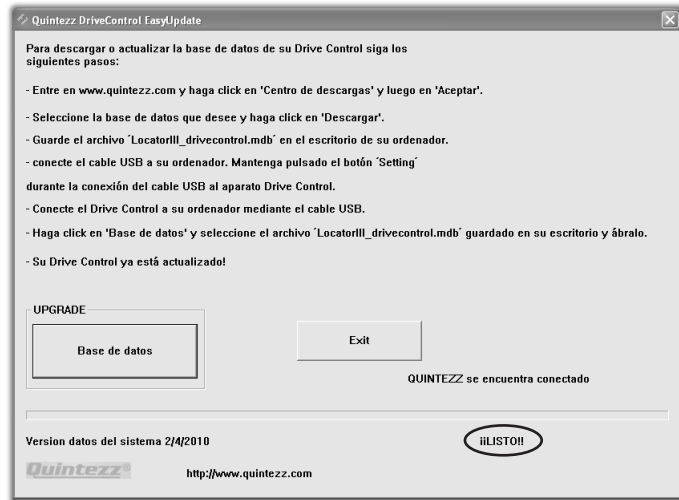 Quintezz DriveControl EasyUpdate
Para descargar o actualizar la base de datos de su Drive Control siga los
siguientes pasos:
- Entre en www.quintezz.com y haga click en 'Centro de descargas' y luego en 'Aceptar'.
- Seleccione la base de datos que desee y haga click en 'Descargar'.
- Guarde el archivo ´LocatorIII_drivecontrol.mdb´ en el escritorio de su ordenador.
- conecte el cable USB a su ordenador. Mantenga pulsado el botón ´Setting´
durante la conexión del cable USB al aparato Drive Control.
- Conecte el Drive Control a su ordenador mediante el cable USB.
- Haga click en 'Base de datos' y seleccione el archivo ´LocatorIII_drivecontrol.mdb´ guardado en su escritorio y ábralo.
- Su Drive Control ya está actualizado!
UPGRADE
Base de datos
Exit
QUINTEZZ se encuentra conectado
Version datos del sistema 2/4/2010
¡¡LISTO!!
Quintezz®
http://www.quintezz.com